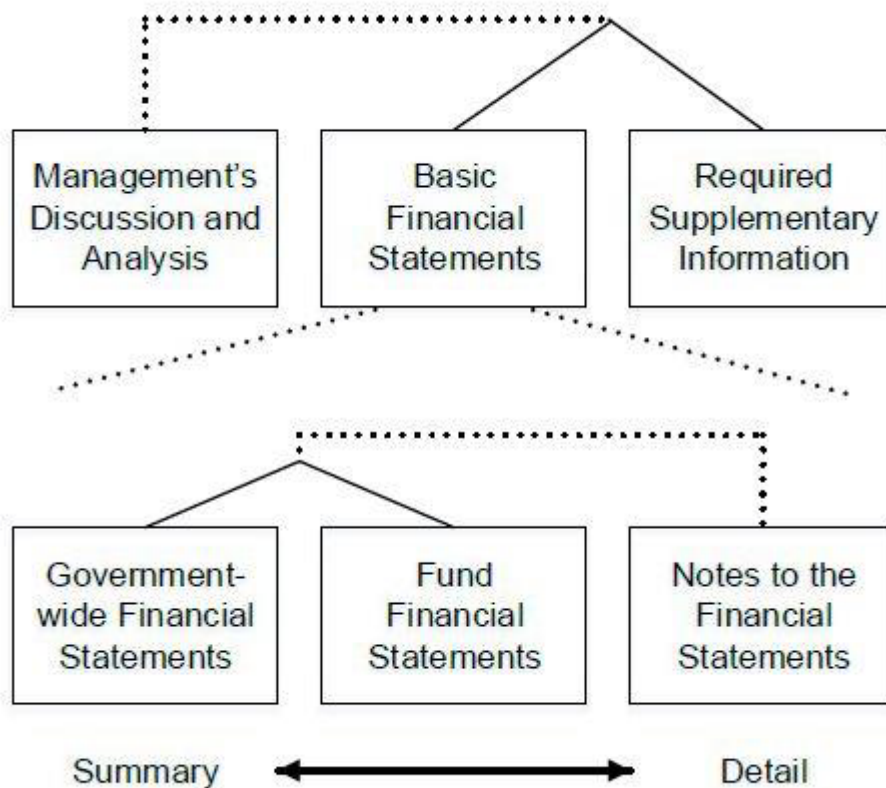 Management's
Discussion and
Analysis
Basic
Financial
Statements
Required
Supplementary
Information
Government-
wide Financial
Statements
Fund
Financial
Statements
Notes to the
Financial
Statements
Summary
Detail